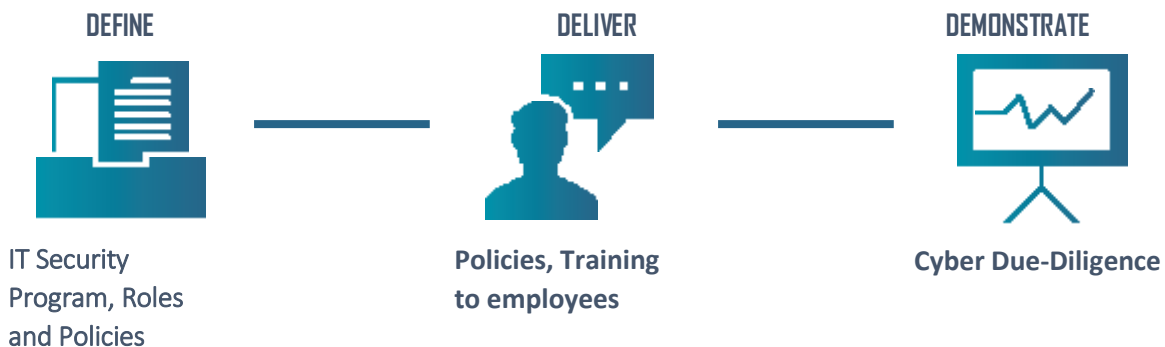 DEFINE
DELIVER
DEMONSTRATE
IT Security
Program, Roles
and Policies
Policies, Training
to employees
Cyber Due-Diligence